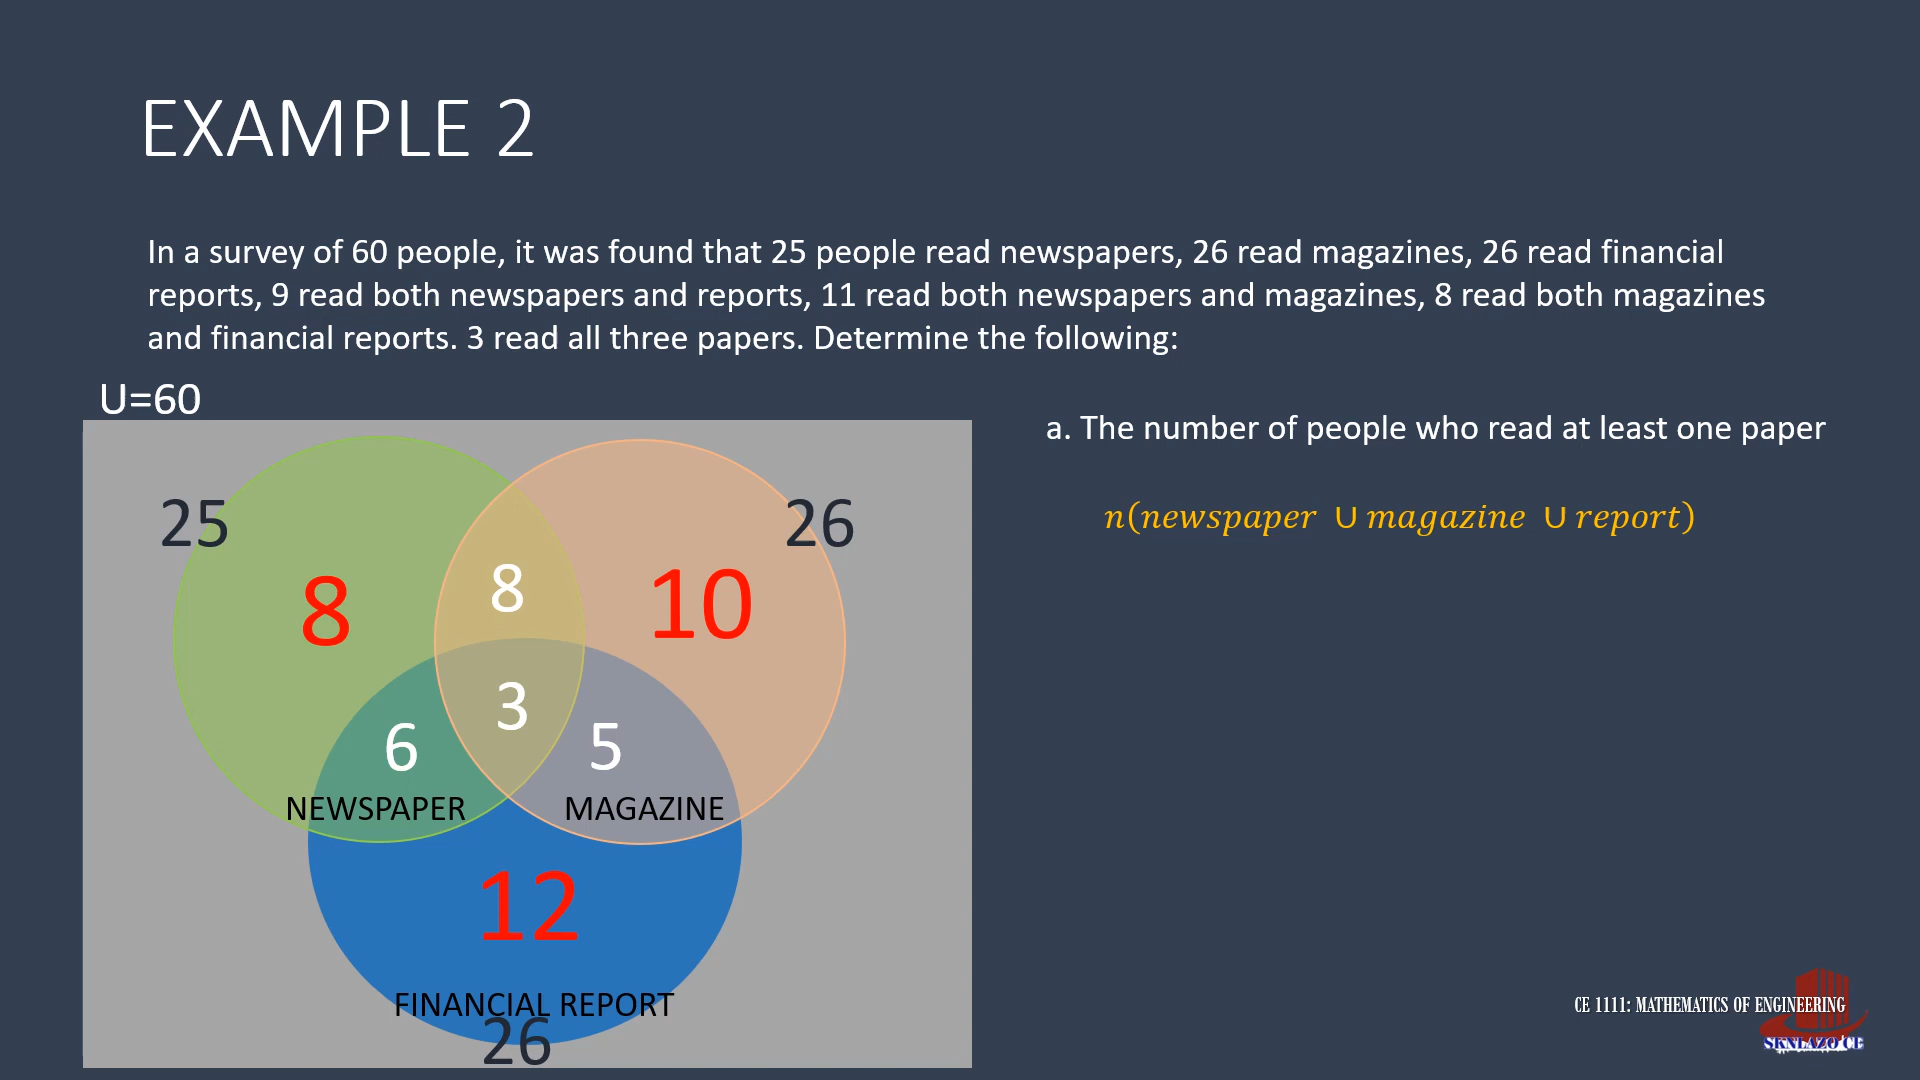 EXAMPLE 2
In a survey of 60 people, it was found that 25 people read newspapers, 26 read magazines, 26 read financial
reports, 9 read both newspapers and reports, 11 read both newspapers and magazines, 8 read both magazines
and financial reports. 3 read all three papers. Determine the following:
U=60
a. The number of people who read at least one paper
n(newspaper ∪ magazine ∪ report)
25
26
8
8
10
3
6
5
NEWSPAPER
MAGAZINE
12
FINANCIAL REPORT
26
CE 1111: MATHEMATICS OF ENGINEERING
SKNLAZO CE